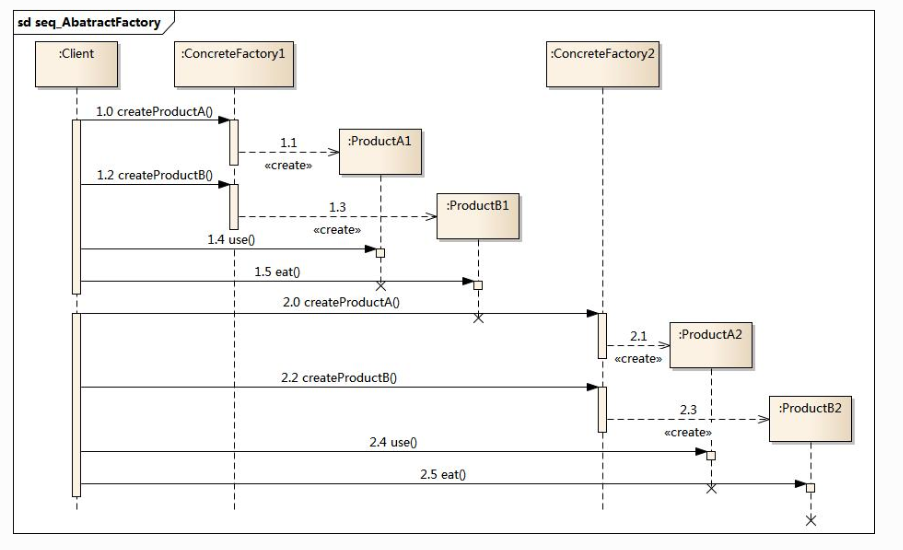 sd seq_AbatractFactory
:Client
:ConcreteFactory1
:ConcreteFactory2
1.0 createProductA()
1.1
«create»
:ProductA1
1.2 createProductB()
1.3
«create»
:ProductB1
1.4 use()
1.5 eat()
2.0 createProductA()
2.1
«create»
:ProductA2
2.2 createProductB()
2.3
«create»
:ProductB2
2.4 use()
2.5 eat()